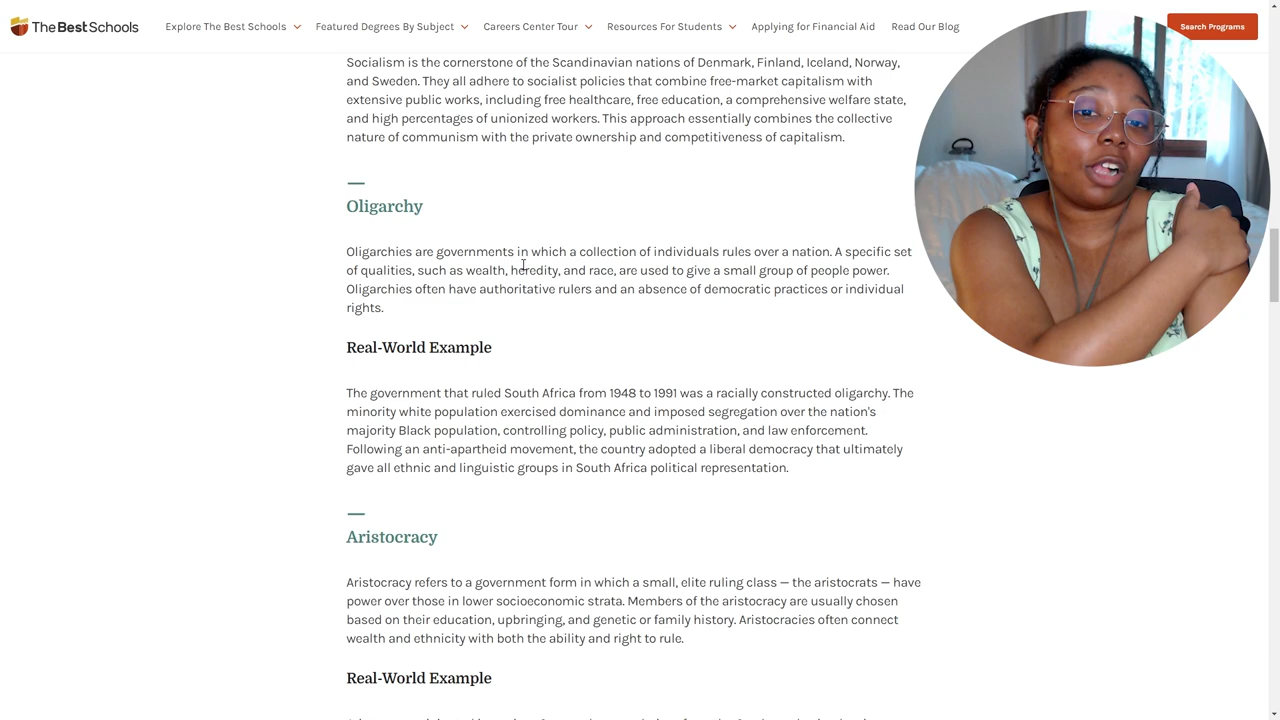 TheBestSchools
Explore The Best Schools
Featured Degrees By Subject
Careers Center Tour
Resources For Students
Applying for Financial Aid
Read Our Blog
Search Programs
Socialism is the cornerstone of the Scandinavian nations of Denmark, Finland, Iceland, Norway,
and Sweden. They all adhere to socialist policies that combine free-market capitalism with
extensive public works, including free healthcare, free education, a comprehensive welfare state,
and high percentages of unionized workers. This approach essentially combines the collective
nature of communism with the private ownership and competitiveness of capitalism.
Oligarchy
Oligarchies are governments in which a collection of individuals rules over a nation. A specific set
of qualities, such as wealth, heredity, and race, are used to give a small group of people power.
Oligarchies often have authoritative rulers and an absence of democratic practices or individual
rights.
Real-World Example
The government that ruled South Africa from 1948 to 1991 was a racially constructed oligarchy. The
minority white population exercised dominance and imposed segregation over the nation's
majority Black population, controlling policy, public administration, and law enforcement.
Following an anti-apartheid movement, the country adopted a liberal democracy that ultimately
gave all ethnic and linguistic groups in South Africa political representation.
Aristocracy
Aristocracy refers to a government form in which a small, elite ruling class — the aristocrats — have
power over those in lower socioeconomic strata. Members of the aristocracy are usually chosen
based on their education, upbringing, and genetic or family history. Aristocracies often connect
wealth and ethnicity with both the ability and right to rule.
Real-World Example